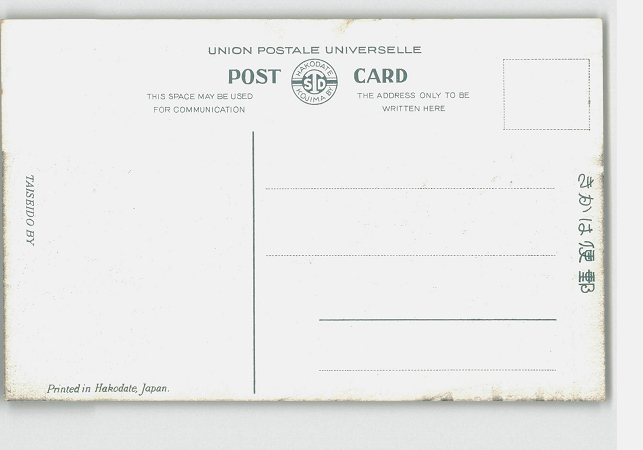 UNION POSTALE UNIVERSELLE
POST CARD
HAKODATE
STD
KOJIMA BY
THIS SPACE MAY BE USED
FOR COMMUNICATION
THE ADDRESS ONLY TO BE
WRITTEN HERE
きかは便郵
TAISEIDO BY
Printed in Hakodate, Japan.